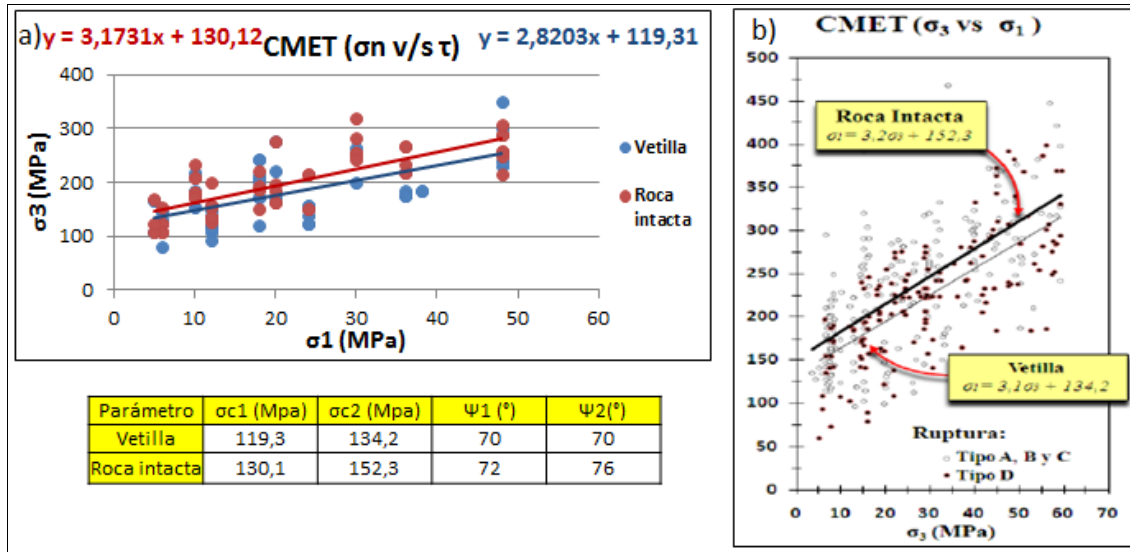 a) y = 3,1731x + 130,12 CMET (σn v/s τ) y = 2,8203x + 119,31
400
300
200
100
0
σ3 (MPa)
0 10 20 30 40 50 60
σ1 (MPa)
Vetilla
Roca
intacta
Parámetro σc1 (Mpa) σc2 (Mpa) Ψ1 (°) Ψ2(°)
Vetilla 119,3 134,2 70 70
Roca intacta 130,1 152,3 72 76
b) CMET (σ3 vs σ1 )
500
450
400
350
300
250
200
150
100
50
0
Roca Intacta
σ1 = 3,2σ3 + 152,3
Vetilla
σ1 = 3,1σ3 + 134,2
Ruptura:
Tipo A, B y C
Tipo D
0 10 20 30 40 50 60 70
σ3 (MPa)